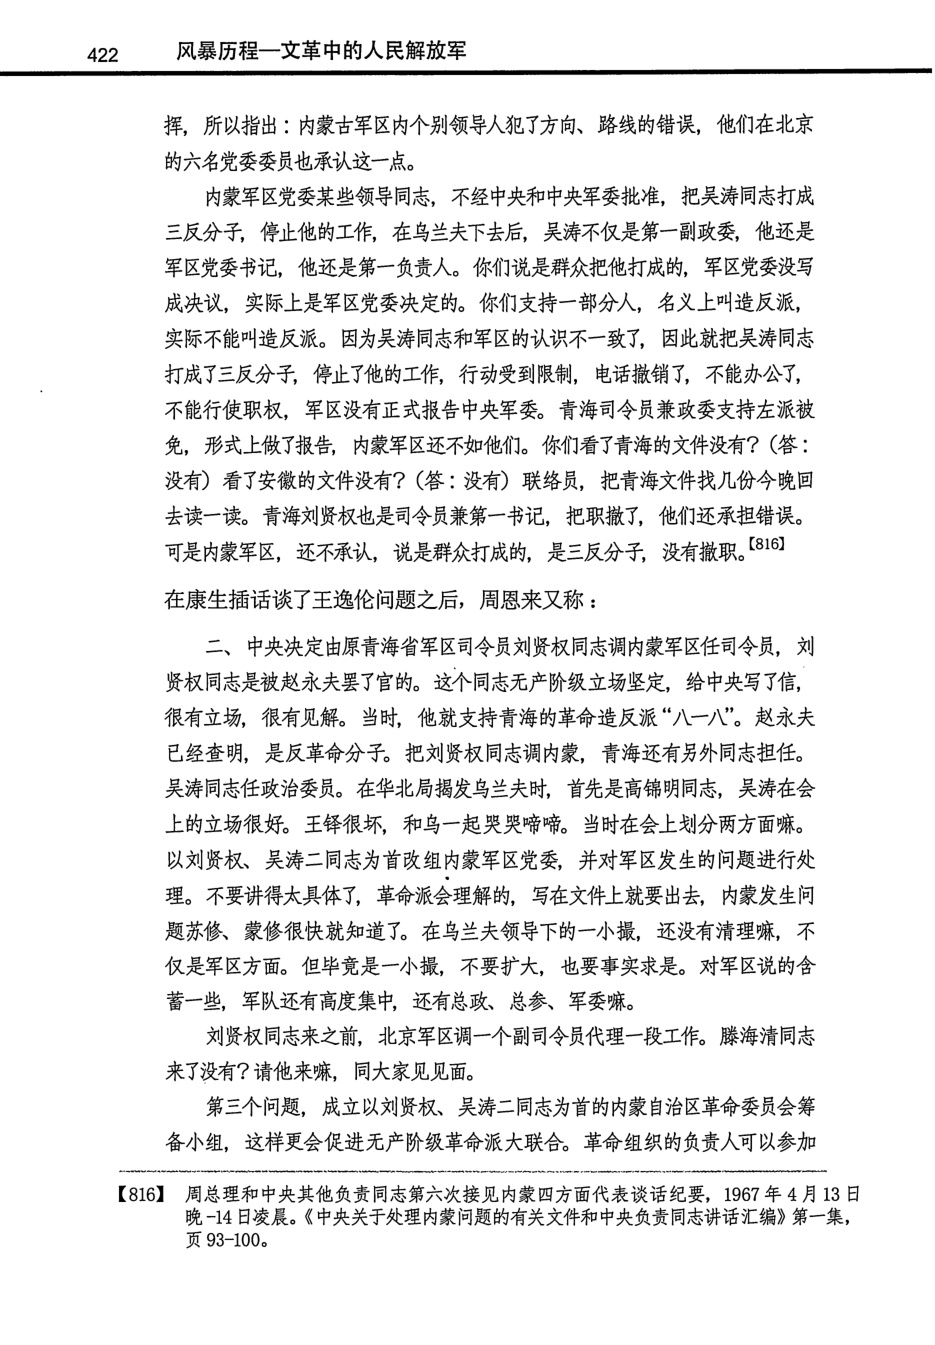 422 风暴历程—文革中的人民解放军
挥，所以指出：内蒙古军区内个别领导人犯了方向、路线的错误，他们在北京
的六名党委委员也承认这一点。
内蒙军区党委某些领导同志，不经中央和中央军委批准，把吴涛同志打成
三反分子，停止他的工作，在乌兰夫下去后，吴涛不仅是第一副政委，他还是
军区党委书记，他还是第一负责人。你们说是群众把他打成的，军区党委没写
成决议，实际上是军区党委决定的。你们支持一部分人，名义上叫造反派，
实际不能叫造反派。因为吴涛同志和军区的认识不一致了，因此就把吴涛同志
打成了三反分子，停止了他的工作，行动受到限制，电话撤销了，不能办公了，
不能行使职权，军区没有正式报告中央军委。青海司令员兼政委支持左派被
免，形式上做了报告，内蒙军区还不如他们。你们看了青海的文件没有？（答：
没有）看了安徽的文件没有？（答：没有）联络员，把青海文件找几份今晚回
去读一读。青海刘贤权也是司令员兼第一书记，把职撤了，他们还承担错误。
可是内蒙军区，还不承认，说是群众打成的，是三反分子，没有撤职。【816】
在康生插话谈了王逸伦问题之后，周恩来又称：
二、中央决定由原青海省军区司令员刘贤权同志调内蒙军区任司令员，刘
贤权同志是被赵永夫罢了官的。这个同志无产阶级立场坚定，给中央写了信，
很有立场，很有见解。当时，他就支持青海的革命造反派“八一八”。赵永夫
已经查明，是反革命分子。把刘贤权同志调内蒙，青海还有另外同志担任。
吴涛同志任政治委员。在华北局揭发乌兰夫时，首先是高锦明同志，吴涛在会
上的立场很好。王铎很坏，和乌一起哭哭啼啼。当时在会上划分两方面嘛。
以刘贤权、吴涛二同志为首改组内蒙军区党委，并对军区发生的问题进行处
理。不要讲得太具体了，革命派会理解的，写在文件上就要出去，内蒙发生问
题苏修、蒙修很快就知道了。在乌兰夫领导下的一小撮，还没有清理嘛，不
仅是军区方面。但毕竟是一小撮，不要扩大，也要事实求是。对军区说的含
蓄一些，军队还有高度集中，还有总政、总参、军委嘛。
刘贤权同志来之前，北京军区调一个副司令员代理一段工作。滕海清同志
来了没有？请他来嘛，同大家见见面。
第三个问题，成立以刘贤权、吴涛二同志为首的内蒙自治区革命委员会筹
备小组，这样更会促进无产阶级革命派大联合。革命组织的负责人可以参加
【816】 周总理和中央其他负责同志第六次接见内蒙四方面代表谈话纪要，1967 年 4 月 13 日
晚 -14 日凌晨。《中央关于处理内蒙问题的有关文件和中央负责同志讲话汇编》第一集，
页 93-100。